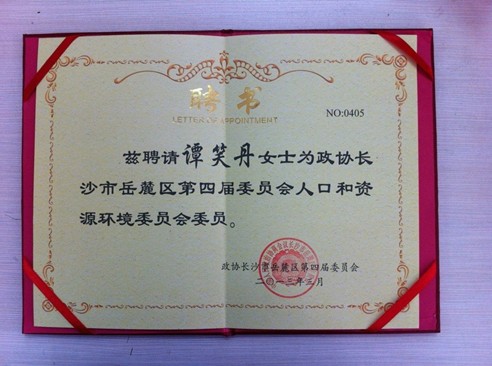 聘书
LETTER OF APPOINTMENT
NO:0405
兹聘请谭笑丹女士为政协长
沙市岳麓区第四届委员会人口和资
源环境委员会委员。
政协长沙市岳麓区第四届委员会
二〇一三年三月